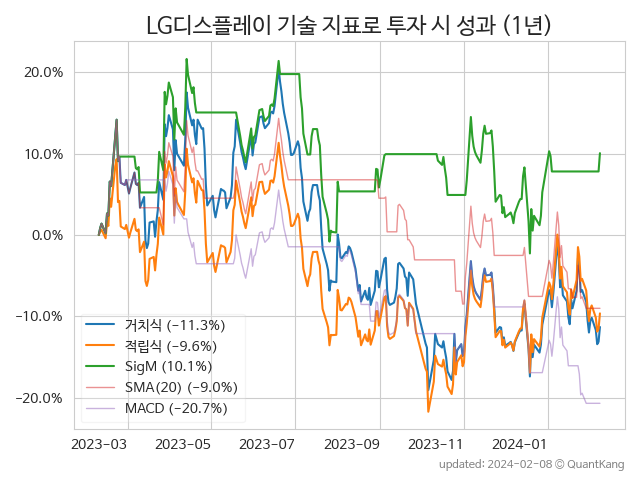 LG디스플레이 기술 지표로 투자 시 성과 (1년)
20.0%
10.0%
0.0%
−10.0%
−20.0%
거치식 (−11.3%)
적립식 (−9.6%)
SigM (10.1%)
SMA(20) (−9.0%)
MACD (−20.7%)
2023-03 2023-05 2023-07 2023-09 2023-11 2024-01
updated: 2024-02-08 © QuantKang